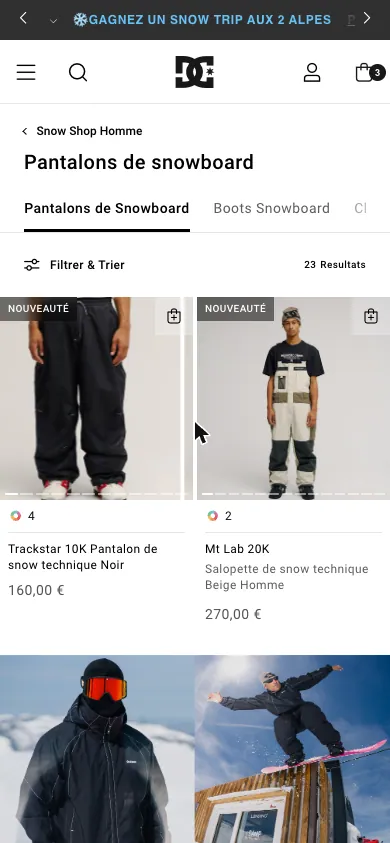 ❄️GAGNEZ UN SNOW TRIP AUX 2 ALPES
3
Snow Shop Homme
Pantalons de snowboard
Pantalons de Snowboard
Boots Snowboard
Filtrer & Trier
23 Resultats
NOUVEAUTÉ
NOUVEAUTÉ
4
2
Trackstar 10K Pantalon de
snow technique Noir
160,00 €
Mt Lab 20K
Salopette de snow technique
Beige Homme
270,00 €